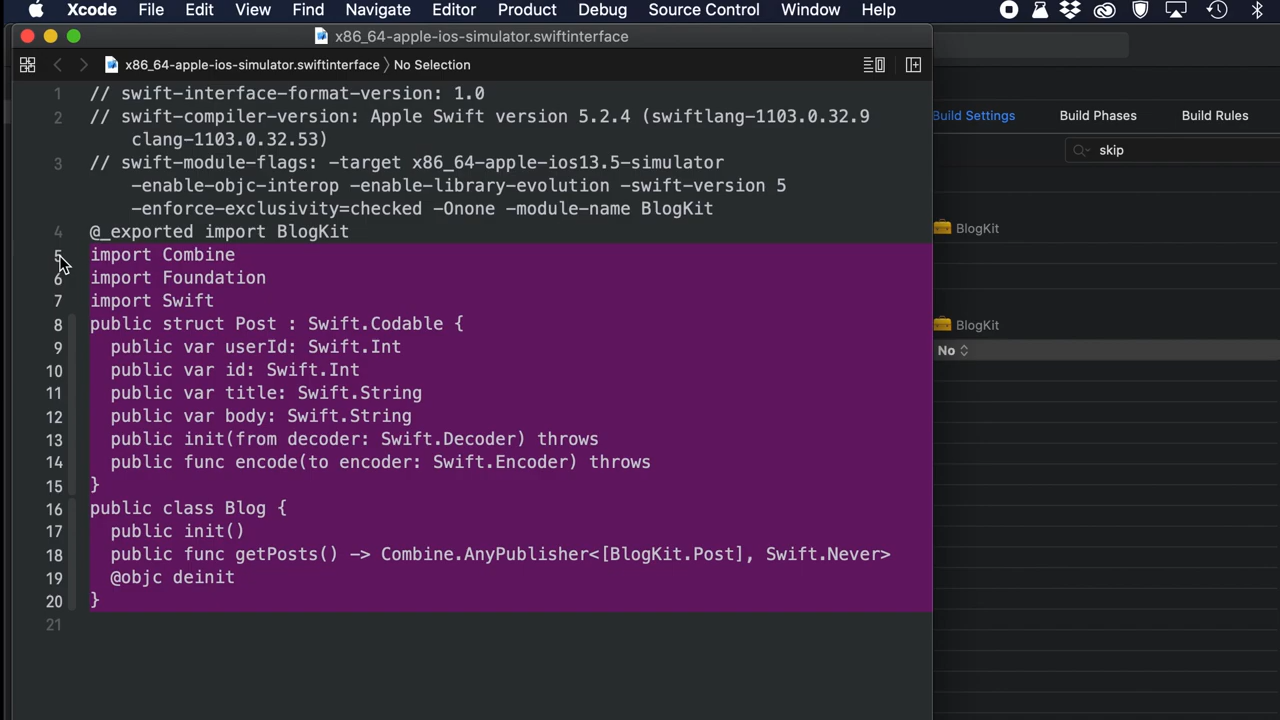 Xcode File Edit View Find Navigate Editor Product Debug Source Control Window Help
x86_64-apple-ios-simulator.swiftinterface
x86_64-apple-ios-simulator.swiftinterface 〉 No Selection
1 // swift-interface-format-version: 1.0
2 // swift-compiler-version: Apple Swift version 5.2.4 (swiftlang-1103.0.32.9
clang-1103.0.32.53)
3 // swift-module-flags: -target x86_64-apple-ios13.5-simulator
-enable-objc-interop -enable-library-evolution -swift-version 5
-enforce-exclusivity=checked -Onone -module-name BlogKit
4 @_exported import BlogKit
5 import Combine
6 import Foundation
7 import Swift
8 public struct Post : Swift.Codable {
9 public var userId: Swift.Int
10 public var id: Swift.Int
11 public var title: Swift.String
12 public var body: Swift.String
13 public init(from decoder: Swift.Decoder) throws
14 public func encode(to encoder: Swift.Encoder) throws
15 }
16 public class Blog {
17 public init()
18 public func getPosts() -> Combine.AnyPublisher<[BlogKit.Post], Swift.Never>
19 @objc deinit
20 }
21
Build Settings Build Phases Build Rules
skip
BlogKit
BlogKit
No